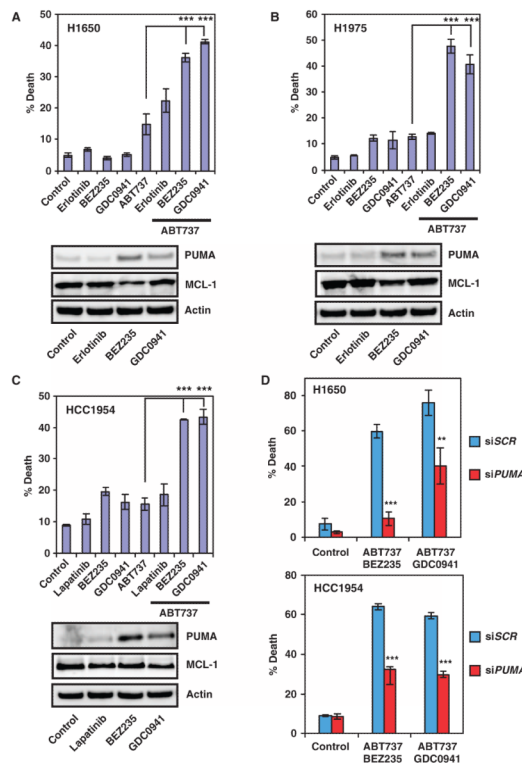 A
H1650
50
40
30
20
10
0
% Death
***
***
Control
Erlotinib
BEZ235
GDC0941
ABT737
Erlotinib
BEZ235
GDC0941
ABT737
PUMA
MCL-1
Actin
Control
Erlotinib
BEZ235
GDC0941
B
H1975
60
50
40
30
20
10
0
% Death
***
***
Control
Erlotinib
BEZ235
GDC0941
ABT737
Erlotinib
BEZ235
GDC0941
ABT737
PUMA
MCL-1
Actin
Control
Erlotinib
BEZ235
GDC0941
C
HCC1954
50
40
30
20
10
0
% Death
***
***
Control
Lapatinib
BEZ235
GDC0941
ABT737
Lapatinib
BEZ235
GDC0941
ABT737
PUMA
MCL-1
Actin
Control
Lapatinib
BEZ235
GDC0941
D
H1650
80
60
40
20
0
% Death
***
**
siSCR
siPUMA
Control
ABT737
BEZ235
ABT737
GDC0941
HCC1954
80
60
40
20
0
% Death
***
***
siSCR
siPUMA
Control
ABT737
BEZ235
ABT737
GDC0941